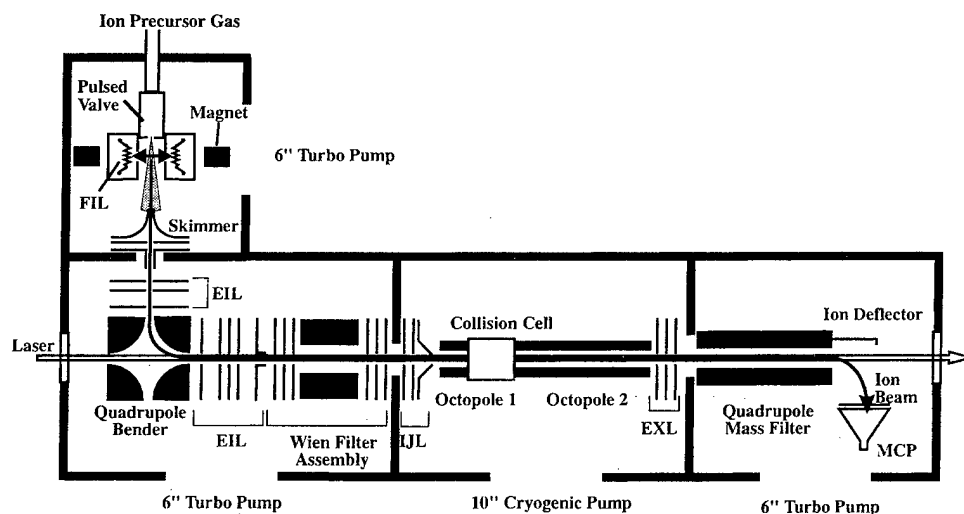 Ion Precursor Gas
Pulsed
Valve
Magnet
6" Turbo Pump
FIL
Skimmer
EIL
Laser
Collision Cell
Ion Deflector
Quadrupole
Bender
EIL
Wien Filter
Assembly
IJL
Octopole 1
Octopole 2
EXL
Quadrupole
Mass Filter
Ion
Beam
MCP
6" Turbo Pump
10" Cryogenic Pump
6" Turbo Pump